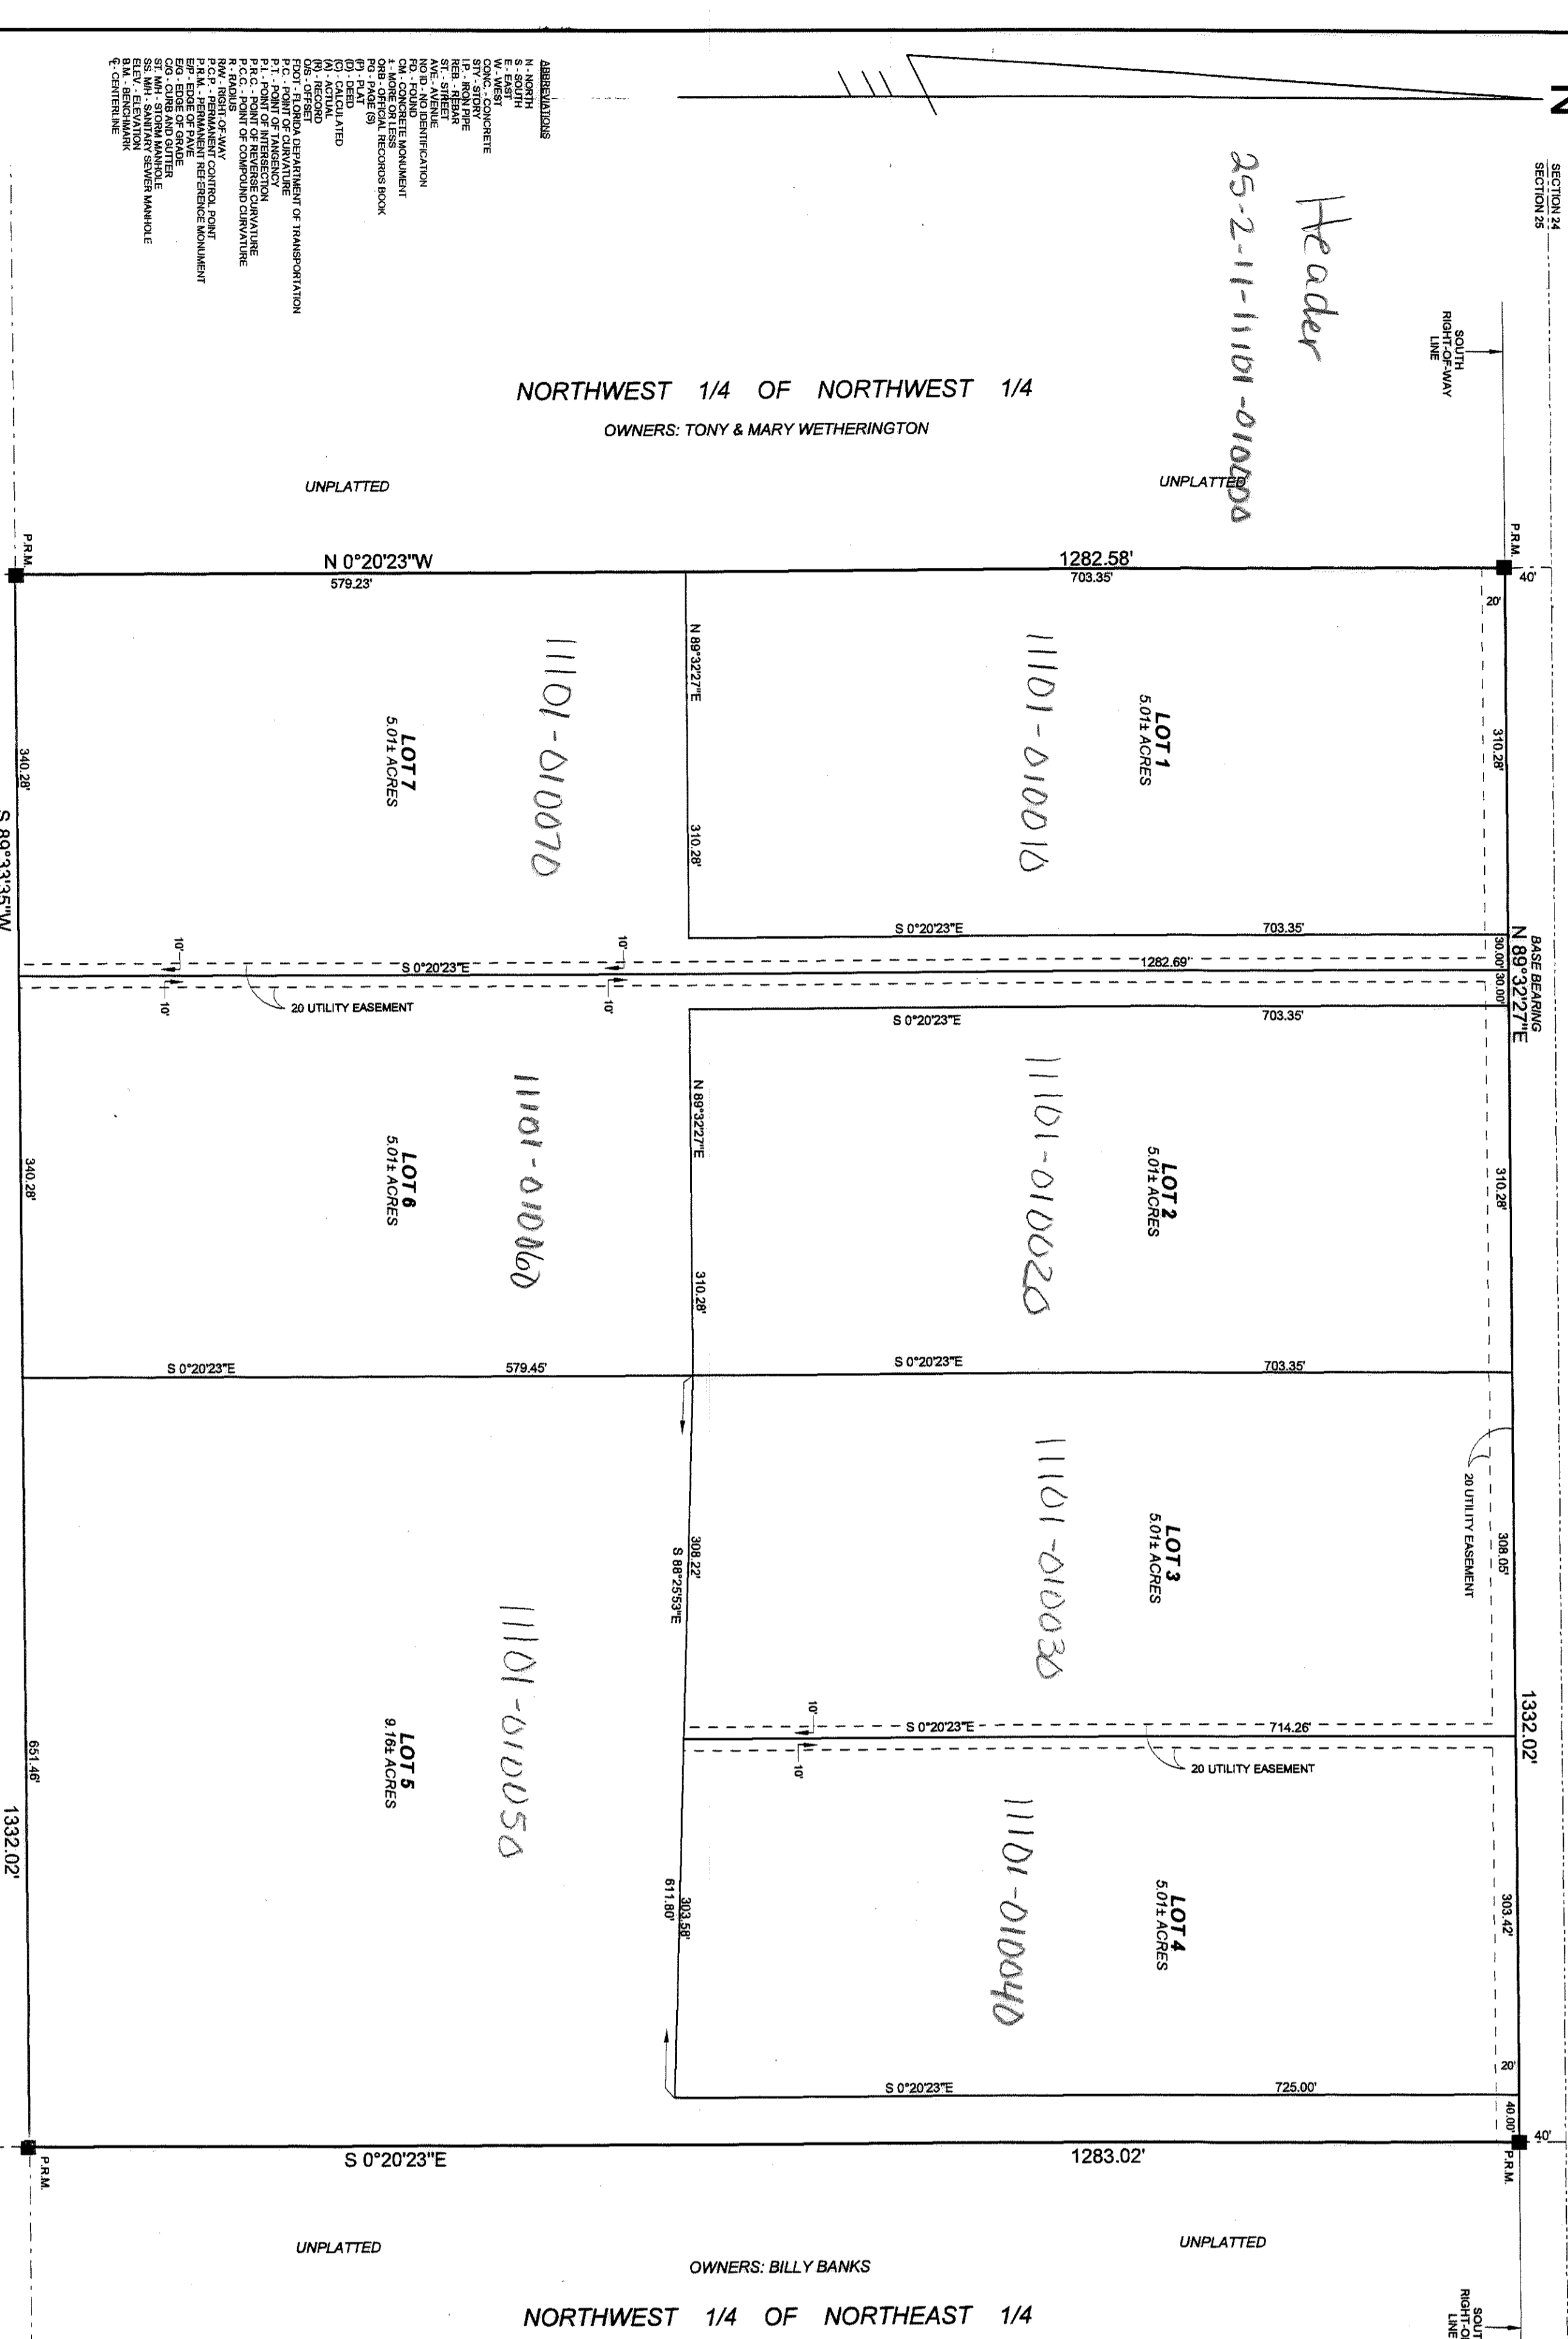 N
SECTION 24
SECTION 25
SOUTH
RIGHT-OF-WAY
LINE
Header
25-2-11-11101-010000
ABBREVIATIONS
N - NORTH
S - SOUTH
E - EAST
W - WEST
CONC. - CONCRETE
STY - STORY
I.P. - IRON PIPE
REB. - REBAR
ST. - STREET
AVE. - AVENUE
NO ID - NO IDENTIFICATION
FD. - FOUND
CM - CONCRETE MONUMENT
± - MORE OR LESS
ORB - OFFICIAL RECORDS BOOK
PG - PAGE (S)
(P) - PLAT
(D) - DEED
(C) - CALCULATED
(A) - ACTUAL
(R) - RECORD
O/S - OFFSET
FDOT - FLORIDA DEPARTMENT OF TRANSPORTATION
P.C. - POINT OF CURVATURE
P.T. - POINT OF TANGENCY
P.I. - POINT OF INTERSECTION
P.R.C. - POINT OF REVERSE CURVATURE
P.C.C. - POINT OF COMPOUND CURVATURE
R - RADIUS
R/W - RIGHT-OF-WAY
P.C.P. - PERMANENT CONTROL POINT
P.R.M. - PERMANENT REFERENCE MONUMENT
E/P - EDGE OF PAVE
E/G - EDGE OF GRADE
C/G - CURB AND GUTTER
ST. M/H - STORM MANHOLE
SS. M/H - SANITARY SEWER MANHOLE
ELEV. - ELEVATION
B.M. - BENCHMARK
℄ - CENTERLINE
NORTHWEST 1/4 OF NORTHWEST 1/4
OWNERS: TONY & MARY WETHERINGTON
UNPLATTED
UNPLATTED
P.R.M.
P.R.M.
N 0°20'23"W
579.23'
1282.58'
703.35'
40'
20'
310.28'
LOT 1
5.01± ACRES
11101-010010
N 89°32'27"E
310.28'
11101-010070
LOT 7
5.01± ACRES
340.28'
S 89°33'35"W
S 0°20'23"E
703.35'
BASE BEARING
N 89°32'27"E
30.00'
30.00'
10'
10'
S 0°20'23"E
1282.69'
10'
10'
20 UTILITY EASEMENT
S 0°20'23"E
703.35'
310.28'
LOT 2
5.01± ACRES
11101-010020
N 89°32'27"E
310.28'
11101-010060
LOT 6
5.01± ACRES
340.28'
S 0°20'23"E
579.45'
S 0°20'23"E
703.35'
20 UTILITY EASEMENT
308.05'
LOT 3
5.01± ACRES
11101-010030
308.22'
S 88°25'53"E
1332.02'
10'
S 0°20'23"E
714.26'
10'
20 UTILITY EASEMENT
11101-010050
LOT 5
9.16± ACRES
651.46'
1332.02'
303.42'
LOT 4
5.01± ACRES
11101-010040
303.58'
611.80'
20'
S 0°20'23"E
725.00'
40.00'
40'
P.R.M.
P.R.M.
S 0°20'23"E
1283.02'
UNPLATTED
UNPLATTED
OWNERS: BILLY BANKS
NORTHWEST 1/4 OF NORTHEAST 1/4
LINE